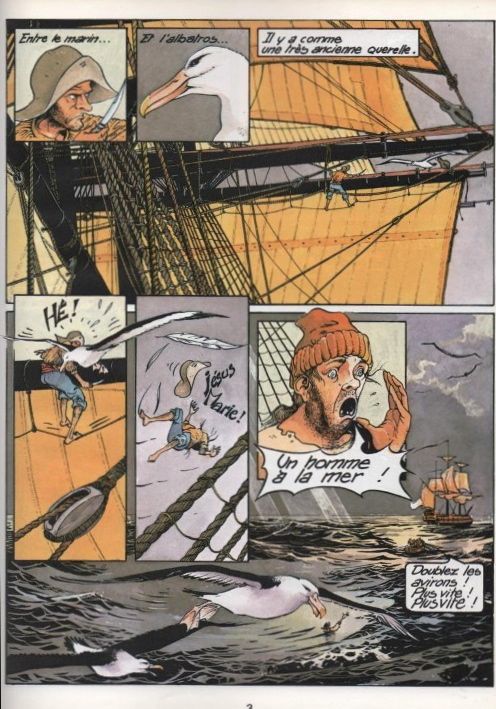 Entre le marin...
Et l'albatros...
Il y a comme
une très ancienne querelle.
HÉ!
Jésus
Marie!
Un homme
à la mer !
Doublez les
avirons !
Plus vite !
Plus vite !
3